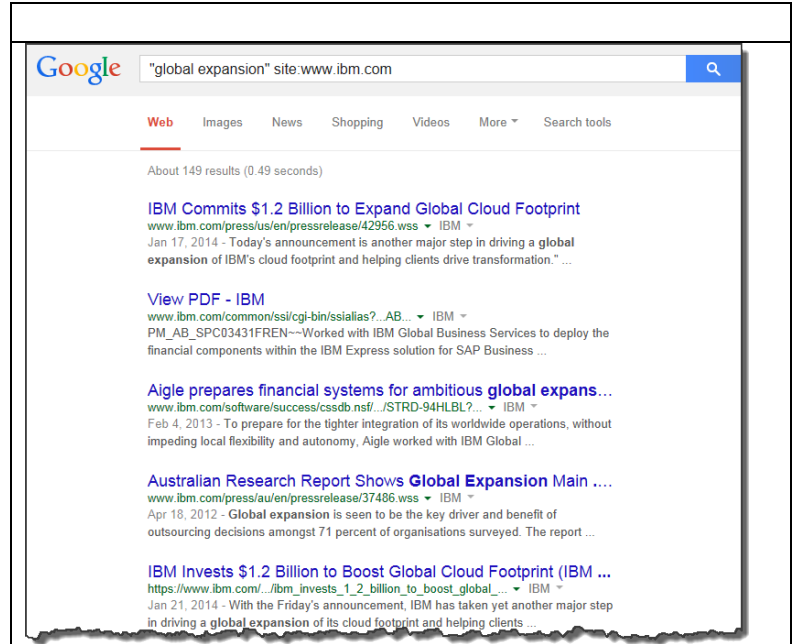 Google "global expansion" site:www.ibm.com
Web Images News Shopping Videos More Search tools
About 149 results (0.49 seconds)
IBM Commits $1.2 Billion to Expand Global Cloud Footprint
www.ibm.com/press/us/en/pressrelease/42956.wss IBM
Jan 17, 2014 - Today's announcement is another major step in driving a global
expansion of IBM's cloud footprint and helping clients drive transformation." ...
View PDF - IBM
www.ibm.com/common/ssi/cgi-bin/ssialias?...AB... IBM
PM_AB_SPC03431FREN~~Worked with IBM Global Business Services to deploy the
financial components within the IBM Express solution for SAP Business ...
Aigle prepares financial systems for ambitious global expans...
www.ibm.com/software/success/cssdb.nsf/.../STRD-94HLBL?... IBM
Feb 4, 2013 - To prepare for the tighter integration of its worldwide operations, without
impeding local flexibility and autonomy, Aigle worked with IBM Global ...
Australian Research Report Shows Global Expansion Main ....
www.ibm.com/press/au/en/pressrelease/37486.wss IBM
Apr 18, 2012 - Global expansion is seen to be the key driver and benefit of
outsourcing decisions amongst 71 percent of organisations surveyed. The report ...
IBM Invests $1.2 Billion to Boost Global Cloud Footprint (IBM ...
https://www.ibm.com/.../ibm_invests_1_2_billion_to_boost_global_... IBM
Jan 21, 2014 - With the Friday's announcement, IBM has taken yet another major step
in driving a global expansion of its cloud footprint and helping clients ...